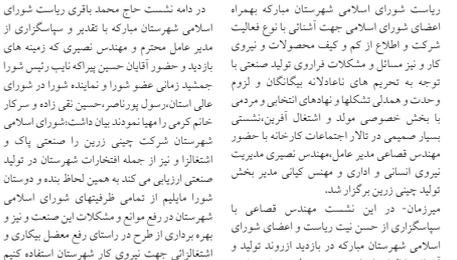 ریاست شورای اسلامی شهرستان مبارکه بهمراه
اعضای شورای اسلامی جهت آشنائی با نوع فعالیت
شرکت و اطلاع از کم و کیف محصولات و نیروی
کار و نیز مسائل و مشکلات فراروی تولید صنعتی با
توجه به تحریم های ناعادلانه بیگانگان و لزوم
وحدت و همدلی تشکلها و نهادهای انتخابی و مردمی
با بخش خصوصی مولد و اشتغال آفرین،نشستی
بسیار صمیمی در تالار اجتماعات کارخانه با حضور
مهندس قصاعی مدیر عامل،مهندس نصیری مدیریت
نیروی انسانی و اداری و مهنس کیانی مدیر بخش
تولید چینی زرین برگزار شد.
میرزمان- در این نشست مهندس قصاعی با
سپاسگزاری از حسن نیت ریاست و اعضای شورای
اسلامی شهرستان مبارکه در بازدید ازروند تولید و
در دامه نشست حاج محمد باقری ریاست شورای
اسلامی شهرستان مبارکه با تقدیر و سپاسگزاری از
مدیر عامل محترم و مهندس نصیری که زمینه های
بازدید و حضور آقایان حسین پیراکه نایب رئیس شورا
جمشید زمانی عضو شورا و نماینده شورا در شورای
عالی استان،رسول پورناصر،حسین نقی زاده و سرکار
خانم کرمی را مهیا نمودند بیان داشت:شورای اسلامی
شهرستان شرکت چینی زرین را صنعتی پاک و
اشتغالزا و نیز از جمله افتخارات شهرستان در تولید
صنعتی ارزیابی می کند به همین لحاظ بنده و دوستان
شورا مایلیم از تمامی ظرفیتهای شورای اسلامی
شهرستان در رفع موانع و مشکلات این صنعت و نیز و
بهره برداری از طرح در راستای رفع معضل بیکاری و
اشتغالزائی جهت نیروی کار شهرستان استفاده کنیم